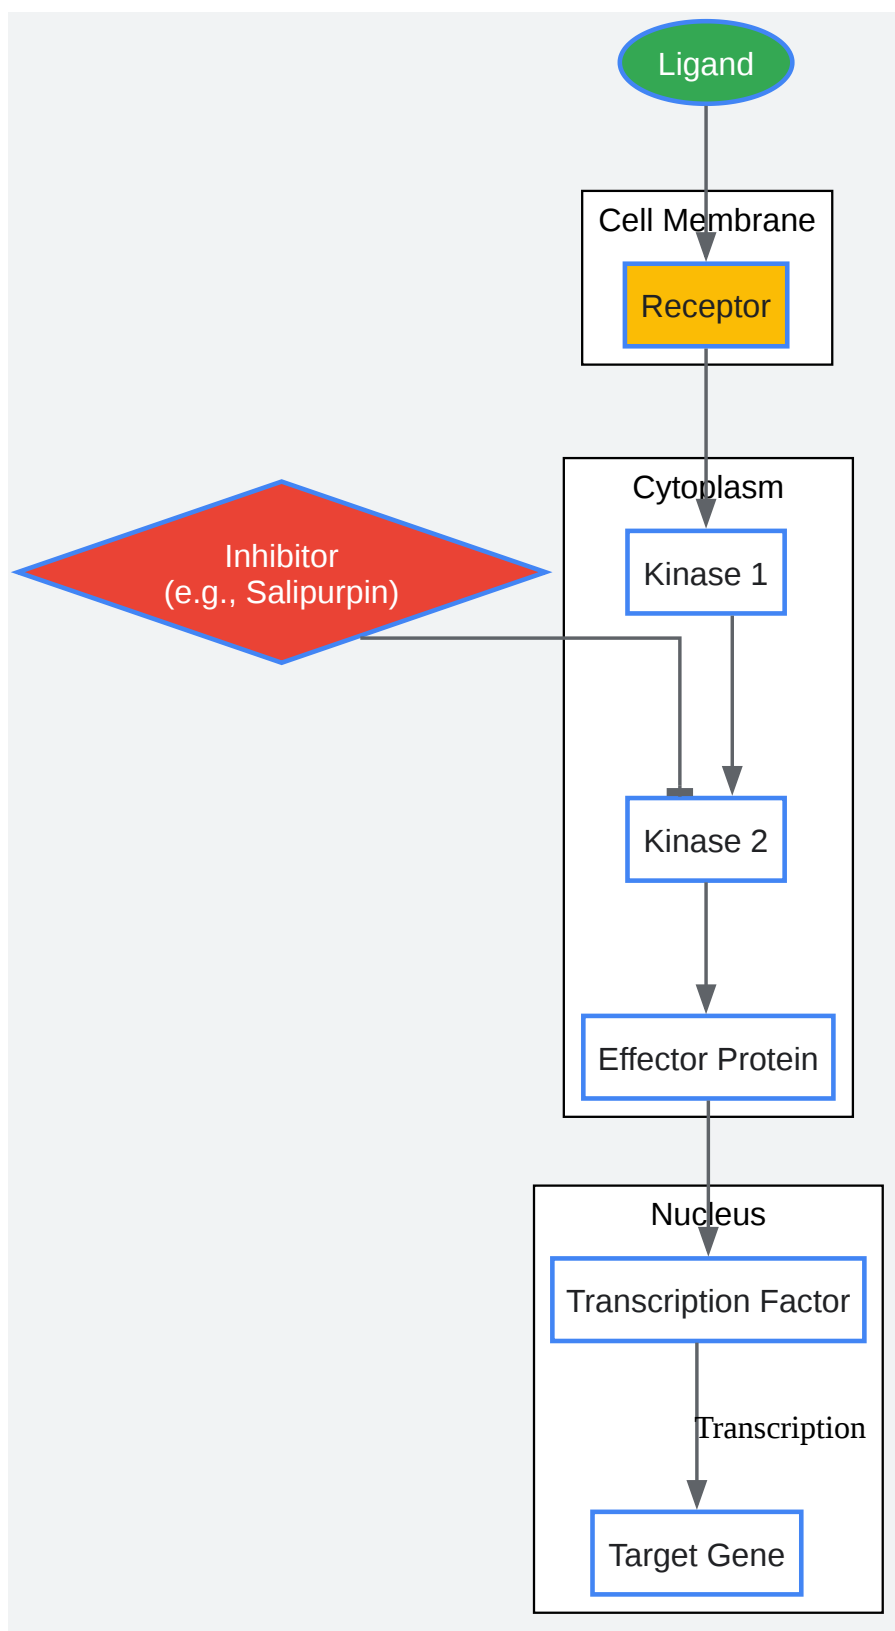 Ligand
Cell Membrane
Receptor
Cytoplasm
Kinase 1
Inhibitor
(e.g., Salipurpin)
Kinase 2
Effector Protein
Nucleus
Transcription Factor
Transcription
Target Gene